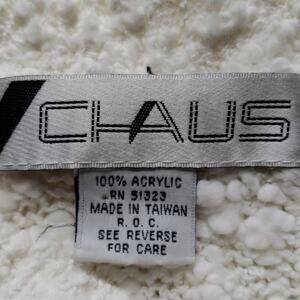 CHAUS
100% ACRYLIC
RN 51323
MADE IN TAIWAN
R. O. C.
SEE REVERSE
FOR CARE